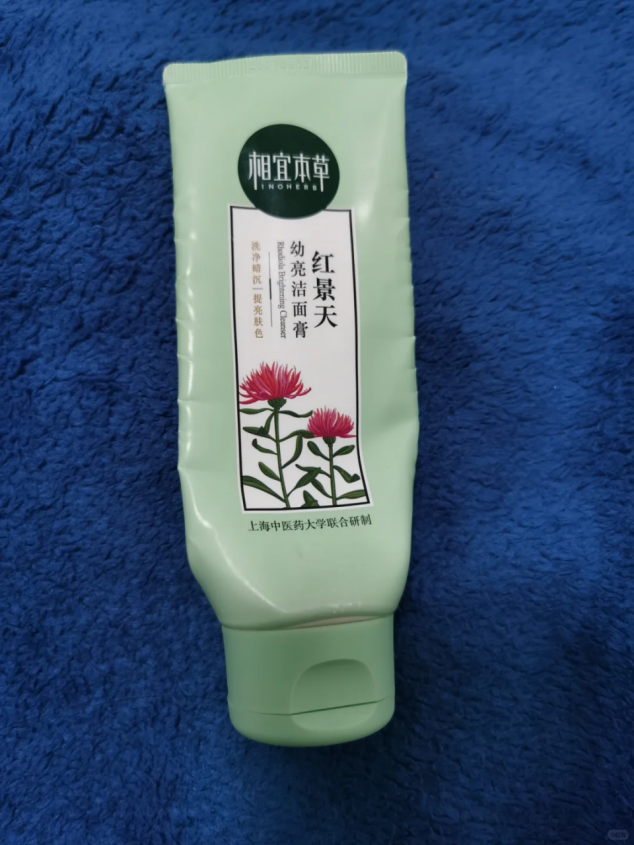 相宜本草
INOHERB
红景天
幼亮洁面膏
Rhodiola Brightening Cleanser
洗净暗沉|提亮肤色
上海中医药大学联合研制